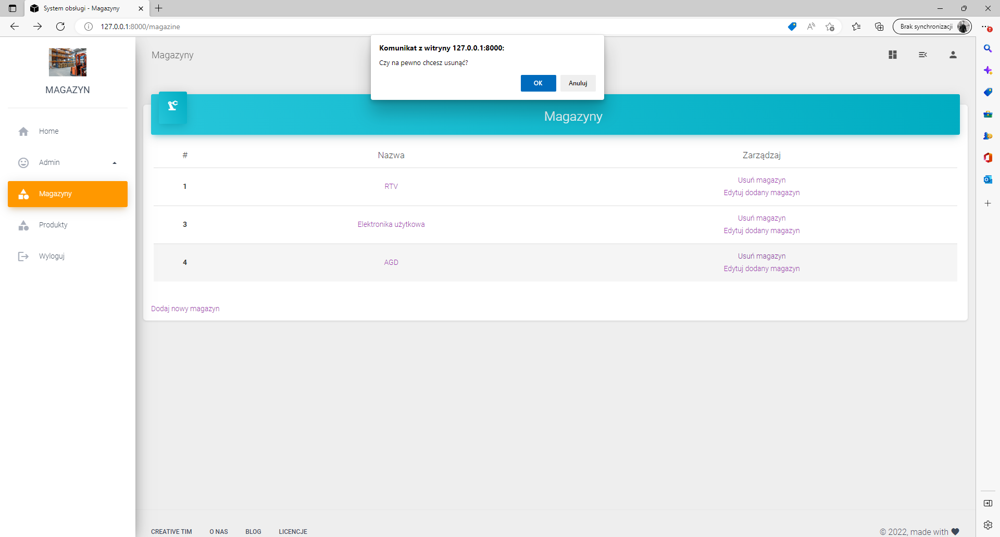 System obsługi - Magazyny
127.0.0.1:8000/magazine
Brak synchronizacji
Komunikat z witryny 127.0.0.1:8000:
Czy na pewno chcesz usunąć?
OK
Anuluj
MAGAZYN
Home
Admin
Magazyny
Produkty
Wyloguj
Magazyny
Magazyny
# Nazwa Zarządzaj
1 RTV Usuń magazyn
Edytuj dodany magazyn
3 Elektronika użytkowa Usuń magazyn
Edytuj dodany magazyn
4 AGD Usuń magazyn
Edytuj dodany magazyn
Dodaj nowy magazyn
CREATIVE TIM O NAS BLOG LICENCJE
© 2022, made with